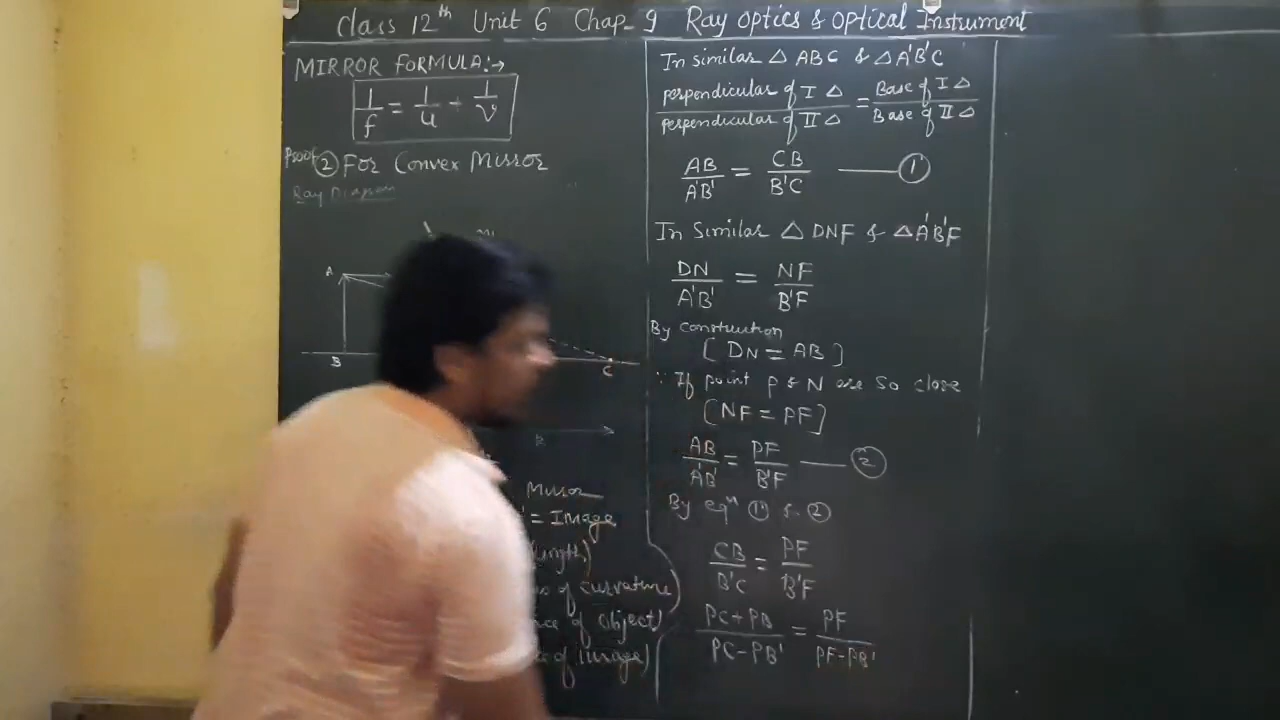 Class 12th Unit 6 Chap_ 9 Ray optics & optical Instrument
MIRROR FORMULA:→
1/f = 1/u + 1/v
Proof ② For Convex Mirror
Ray Diagram
A
B
C
R
Mirror
= Image
length)
of curvature
of object)
of image)
In similar △ ABC & △ A'B'C
perpendicular of I △ / perpendicular of II △ = Base of I △ / Base of II △
AB/A'B' = CB/B'C —— ①
In Similar △ DNF & △ A'B'F
DN/A'B' = NF/B'F
By construction
[ DN = AB ]
∵ If point P & N are so close
[NF = PF]
AB/A'B' = PF/B'F —— ②
By eqn ① & ②
CB/B'C = PF/B'F
PC+PB/PC-PB' = PF/PF-PB'